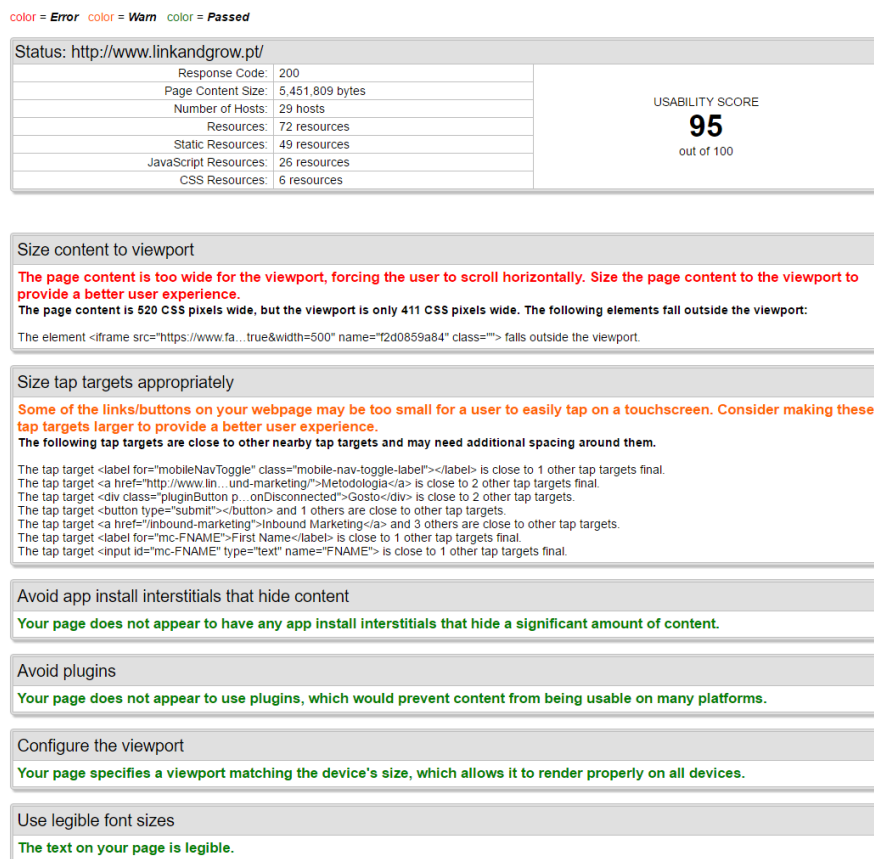 color = Error color = Warn color = Passed
Status: http://www.linkandgrow.pt/
Response Code: 200
Page Content Size: 5,451,809 bytes
Number of Hosts: 29 hosts
Resources: 72 resources
Static Resources: 49 resources
JavaScript Resources: 26 resources
CSS Resources: 6 resources
USABILITY SCORE
95
out of 100
Size content to viewport
The page content is too wide for the viewport, forcing the user to scroll horizontally. Size the page content to the viewport to
provide a better user experience.
The page content is 520 CSS pixels wide, but the viewport is only 411 CSS pixels wide. The following elements fall outside the viewport:
The element <iframe src="https://www.fa…true&width=500" name="f2d0859a84" class=""> falls outside the viewport.
Size tap targets appropriately
Some of the links/buttons on your webpage may be too small for a user to easily tap on a touchscreen. Consider making these
tap targets larger to provide a better user experience.
The following tap targets are close to other nearby tap targets and may need additional spacing around them.
The tap target <label for="mobileNavToggle" class="mobile-nav-toggle-label"></label> is close to 1 other tap targets final.
The tap target <a href="http://www.lin…und-marketing/">Metodologia</a> is close to 2 other tap targets final.
The tap target <div class="pluginButton p…onDisconnected">Gosto</div> is close to 2 other tap targets.
The tap target <button type="submit"></button> and 1 others are close to other tap targets.
The tap target <a href="/inbound-marketing">Inbound Marketing</a> and 3 others are close to other tap targets.
The tap target <label for="mc-FNAME">First Name</label> is close to 1 other tap targets final.
The tap target <input id="mc-FNAME" type="text" name="FNAME"> is close to 1 other tap targets final.
Avoid app install interstitials that hide content
Your page does not appear to have any app install interstitials that hide a significant amount of content.
Avoid plugins
Your page does not appear to use plugins, which would prevent content from being usable on many platforms.
Configure the viewport
Your page specifies a viewport matching the device's size, which allows it to render properly on all devices.
Use legible font sizes
The text on your page is legible.